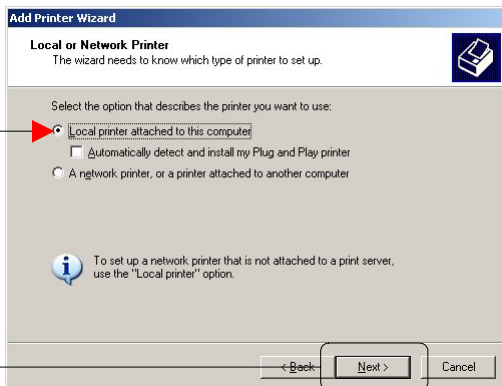 Add Printer Wizard
Local or Network Printer
The wizard needs to know which type of printer to set up.
Select the option that describes the printer you want to use:
Local printer attached to this computer
Automatically detect and install my Plug and Play printer
A network printer, or a printer attached to another computer
To set up a network printer that is not attached to a print server,
use the "Local printer" option.
< Back Next > Cancel